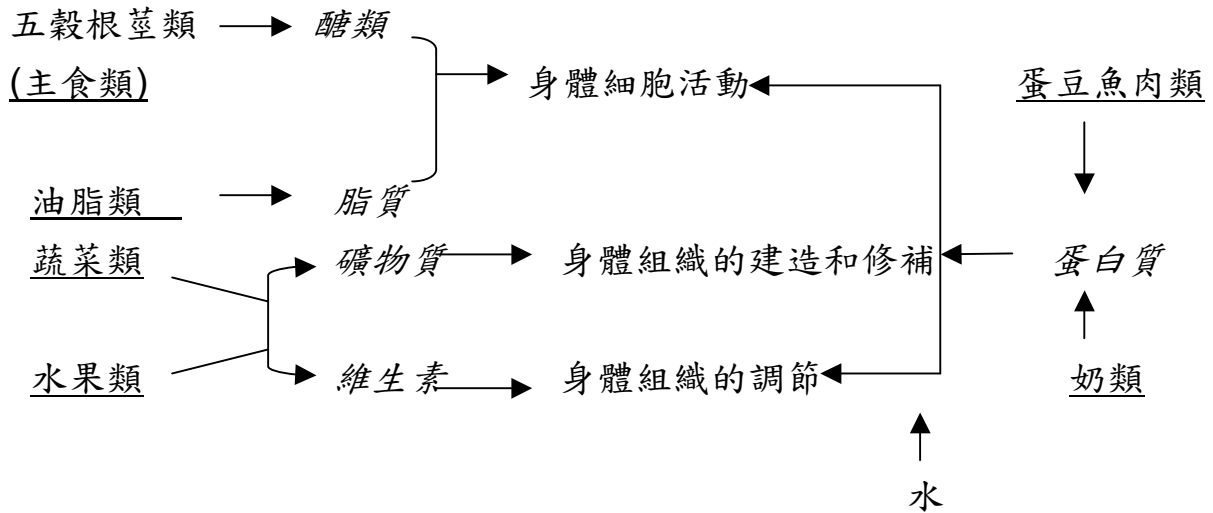 五穀根莖類 醣類
(主食類) 身體細胞活動 蛋豆魚肉類
油脂類 脂質
蔬菜類 礦物質 身體組織的建造和修補 蛋白質
水果類 維生素 身體組織的調節 奶類
水